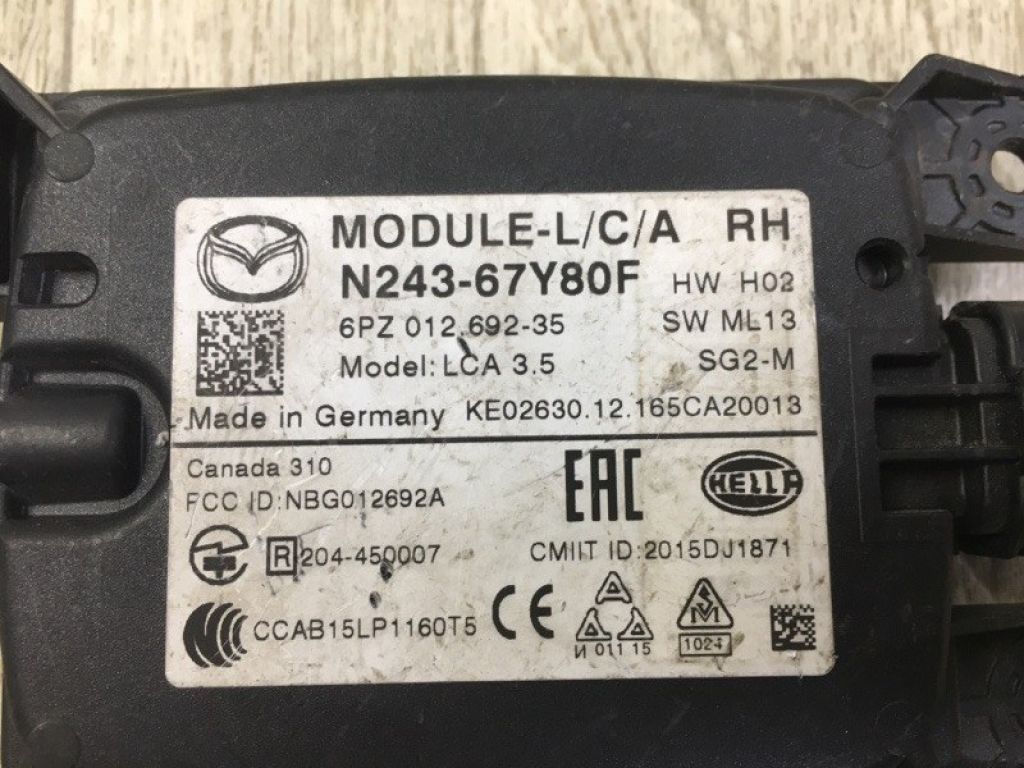 MODULE-L/C/A RH
N243-67Y80F HW H02
6PZ 012.692-35 SW ML13
Model: LCA 3.5 SG2-M
Made in Germany KE02630.12.165CA20013
Canada 310
FCC ID:NBG012692A
EAC HELLA
R 204-450007 CMIIT ID:2015DJ1871
CCAB15LP1160T5 CE
И 011 15 M 1024